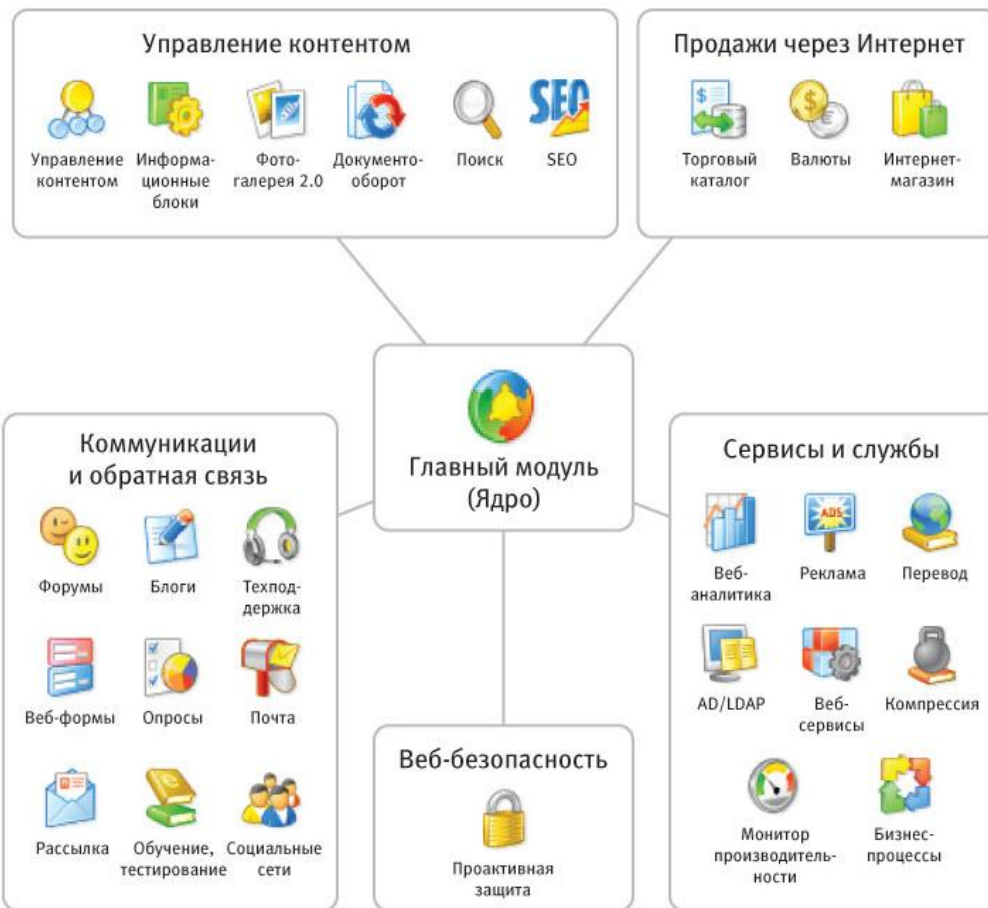 Управление контентом
Управление
контентом
Информа-
ционные
блоки
Фото-
галерея 2.0
Документо-
оборот
Поиск
SEO
SEO
Продажи через Интернет
$
Торговый
каталог
$
€
Валюты
Интернет-
магазин
Главный модуль
(Ядро)
Коммуникации
и обратная связь
Форумы
Блоги
Техпод-
держка
Веб-формы
Опросы
Почта
Рассылка
Обучение,
тестирование
Социальные
сети
Веб-безопасность
Проактивная
защита
Сервисы и службы
Веб-
аналитика
ADS
Реклама
Перевод
AD/LDAP
Веб-
сервисы
Компрессия
Монитор
производитель-
ности
Бизнес-
процессы